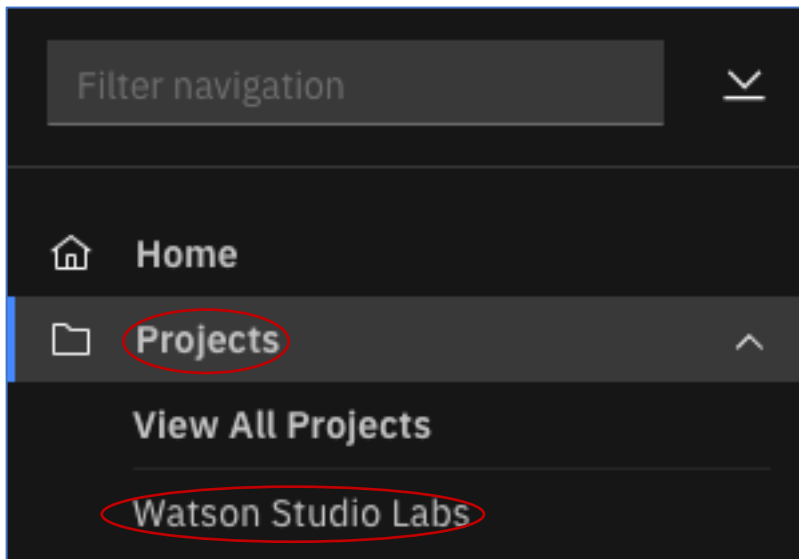 Filter navigation
Home
Projects
View All Projects
Watson Studio Labs